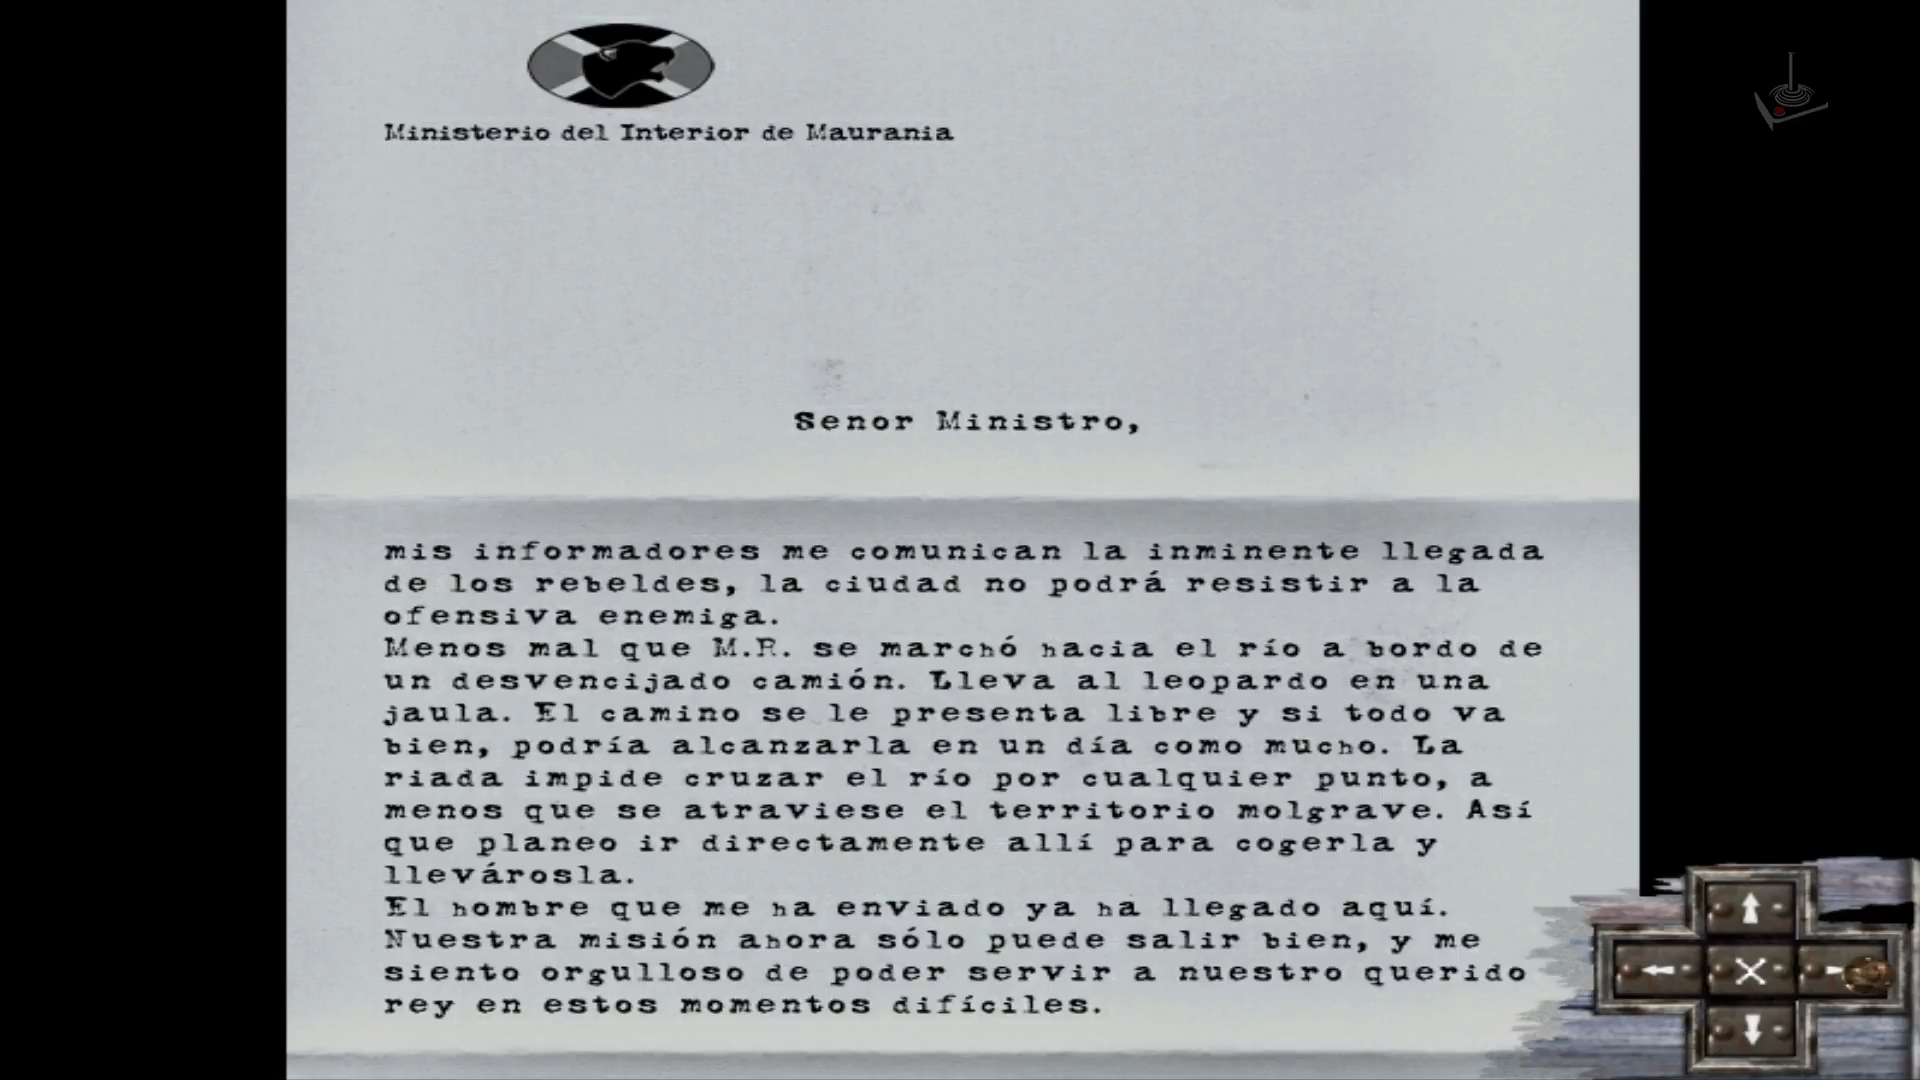 Ministerio del Interior de Maurania
Senor Ministro,
mis informadores me comunican la inminente llegada
de los rebeldes, la ciudad no podrá resistir a la
ofensiva enemiga.
Menos mal que M.R. se marchó hacia el río a bordo de
un desvencijado camión. Lleva al leopardo en una
jaula. El camino se le presenta libre y si todo va
bien, podría alcanzarla en un día como mucho. La
riada impide cruzar el río por cualquier punto, a
menos que se atraviese el territorio molgrave. Así
que planeo ir directamente allí para cogerla y
llevárosla.
El hombre que me ha enviado ya ha llegado aquí.
Nuestra misión ahora sólo puede salir bien, y me
siento orgulloso de poder servir a nuestro querido
rey en estos momentos difíciles.